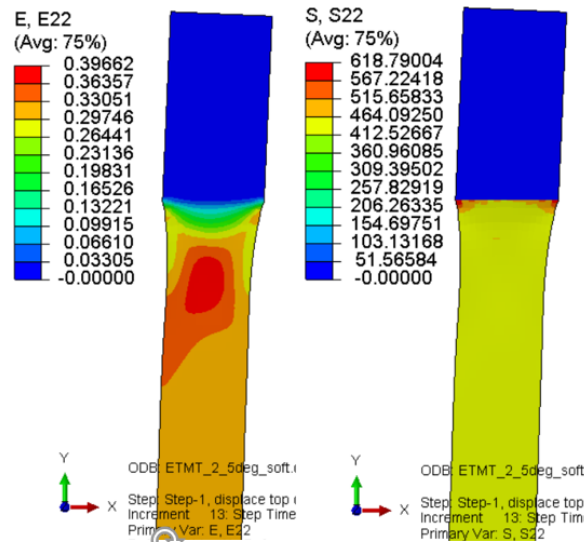 E, E22
(Avg: 75%)
0.39662
0.36357
0.33051
0.29746
0.26441
0.23136
0.19831
0.16526
0.13221
0.09915
0.06610
0.03305
-0.00000
Y
X
ODB: ETMT_2_5deg_soft.
Step: Step-1, displace top
Increment 13: Step Time
Primary Var: E, E22
S, S22
(Avg: 75%)
618.79004
567.22418
515.65833
464.09250
412.52667
360.96085
309.39502
257.82919
206.26335
154.69751
103.13168
51.56584
-0.00000
Y
X
ODB: ETMT_2_5deg_soft
Step: Step-1, displace top
Increment 13: Step Tim
Primary Var: S, S22